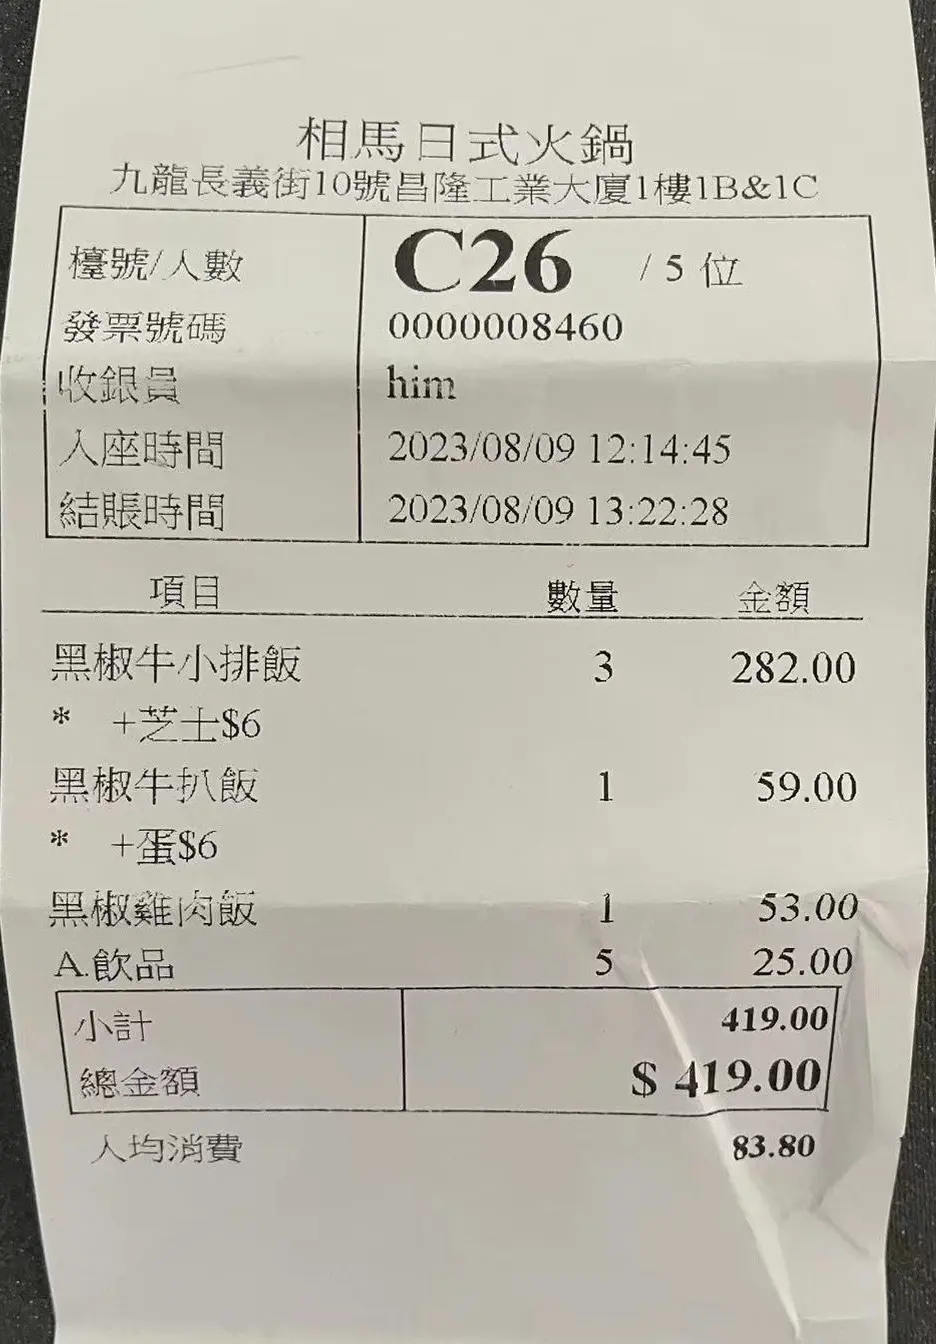 相馬日式火鍋
九龍長義街10號昌隆工業大廈1樓1B&1C
檯號/人數 C26 / 5 位
發票號碼 0000008460
收銀員 him
入座時間 2023/08/09 12:14:45
結賬時間 2023/08/09 13:22:28
項目 數量 金額
黑椒牛小排飯 3 282.00
* +芝士$6
黑椒牛扒飯 1 59.00
* +蛋$6
黑椒雞肉飯 1 53.00
A.飲品 5 25.00
小計 419.00
總金額 $ 419.00
人均消費 83.80